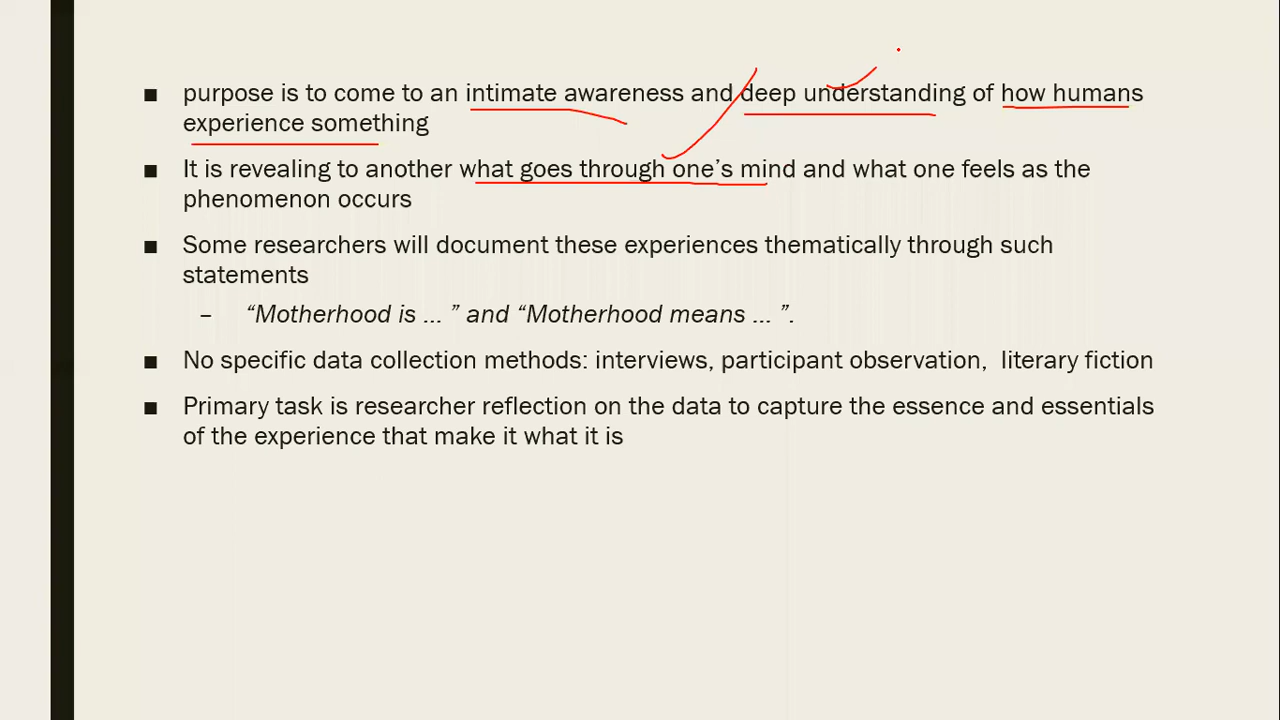 ■ purpose is to come to an intimate awareness and deep understanding of how humans
experience something
■ It is revealing to another what goes through one’s mind and what one feels as the
phenomenon occurs
■ Some researchers will document these experiences thematically through such
statements
– “Motherhood is … ” and “Motherhood means … ”.
■ No specific data collection methods: interviews, participant observation,  literary fiction
■ Primary task is researcher reflection on the data to capture the essence and essentials
of the experience that make it what it is